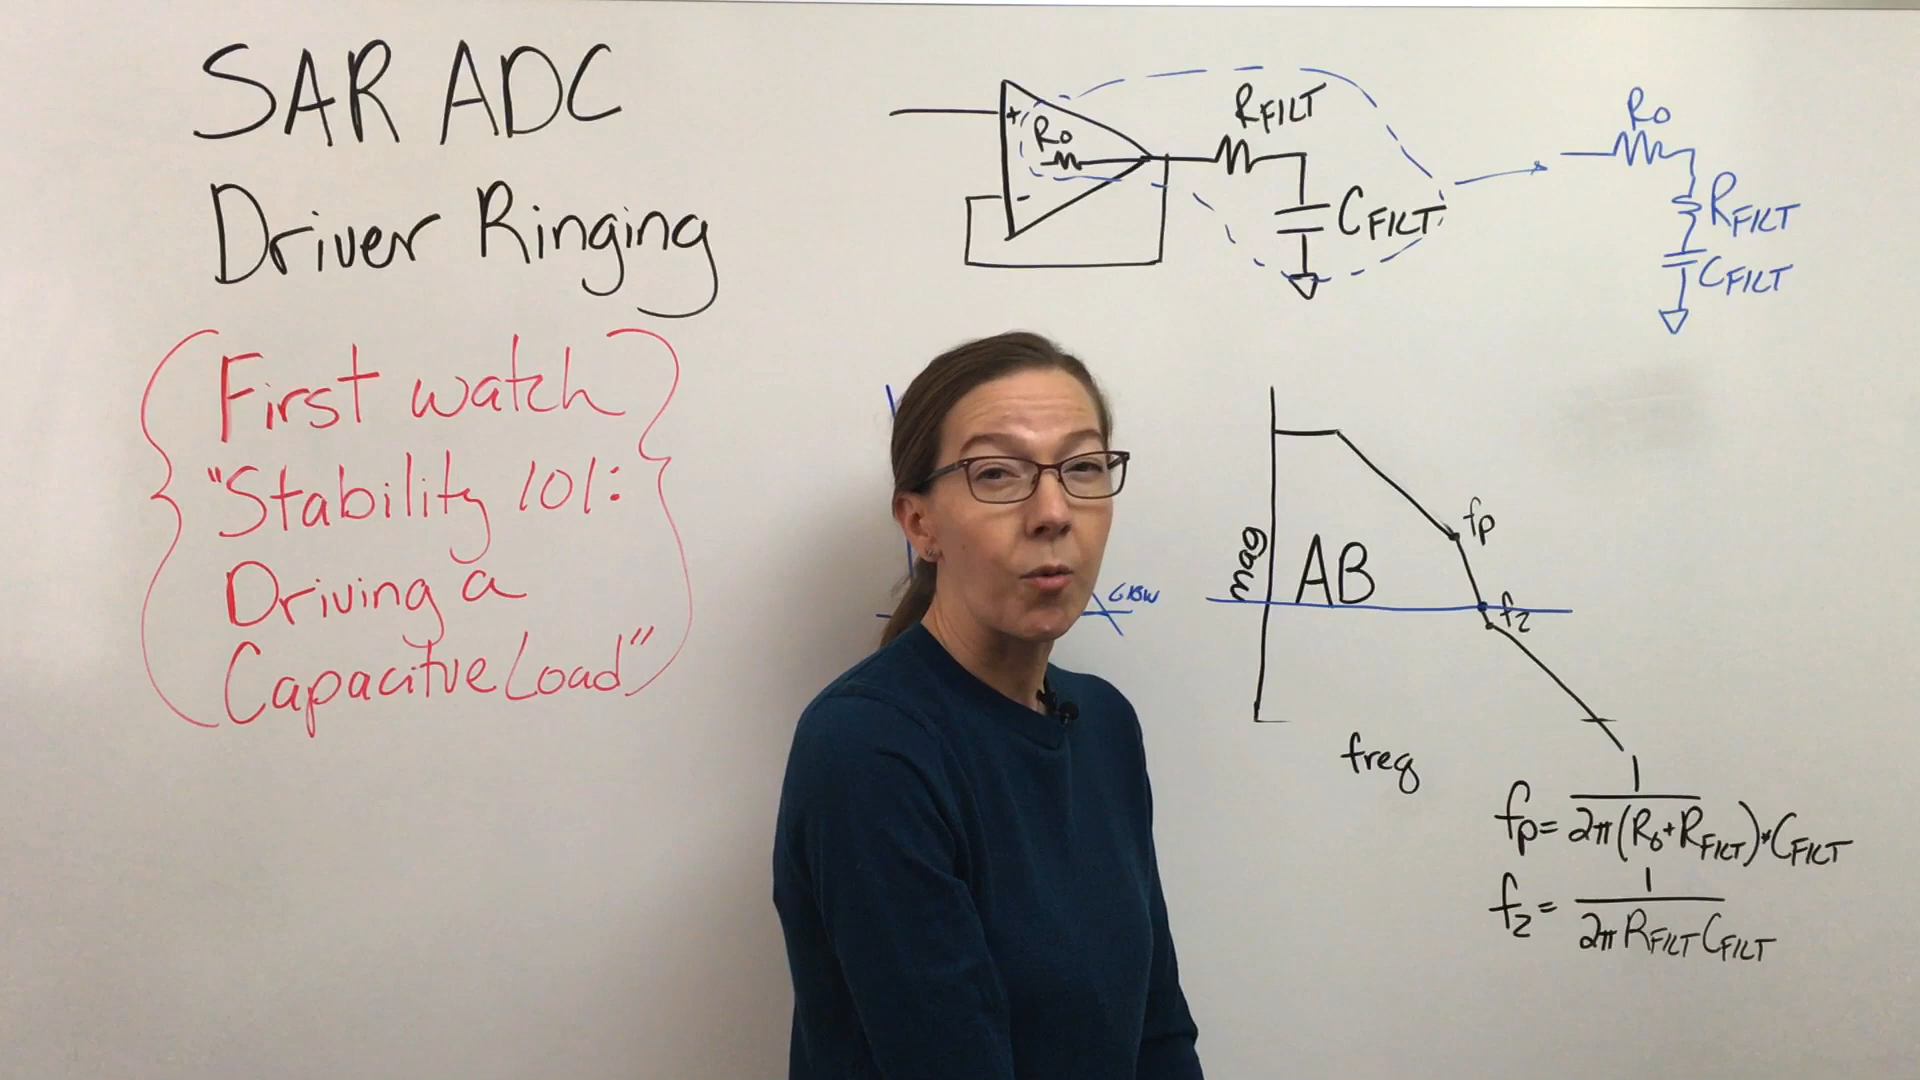 SAR ADC
Driver Ringing
First watch
"Stability 101:
Driving a
Capacitive Load"
+
-
Ro
RFILT
CFILT
Ro
RFILT
CFILT
GBW
mag
AB
fp
fz
freq
fp = 1 / 2π(Ro+RFILT)*CFILT
fz = 1 / 2π RFILT CFILT